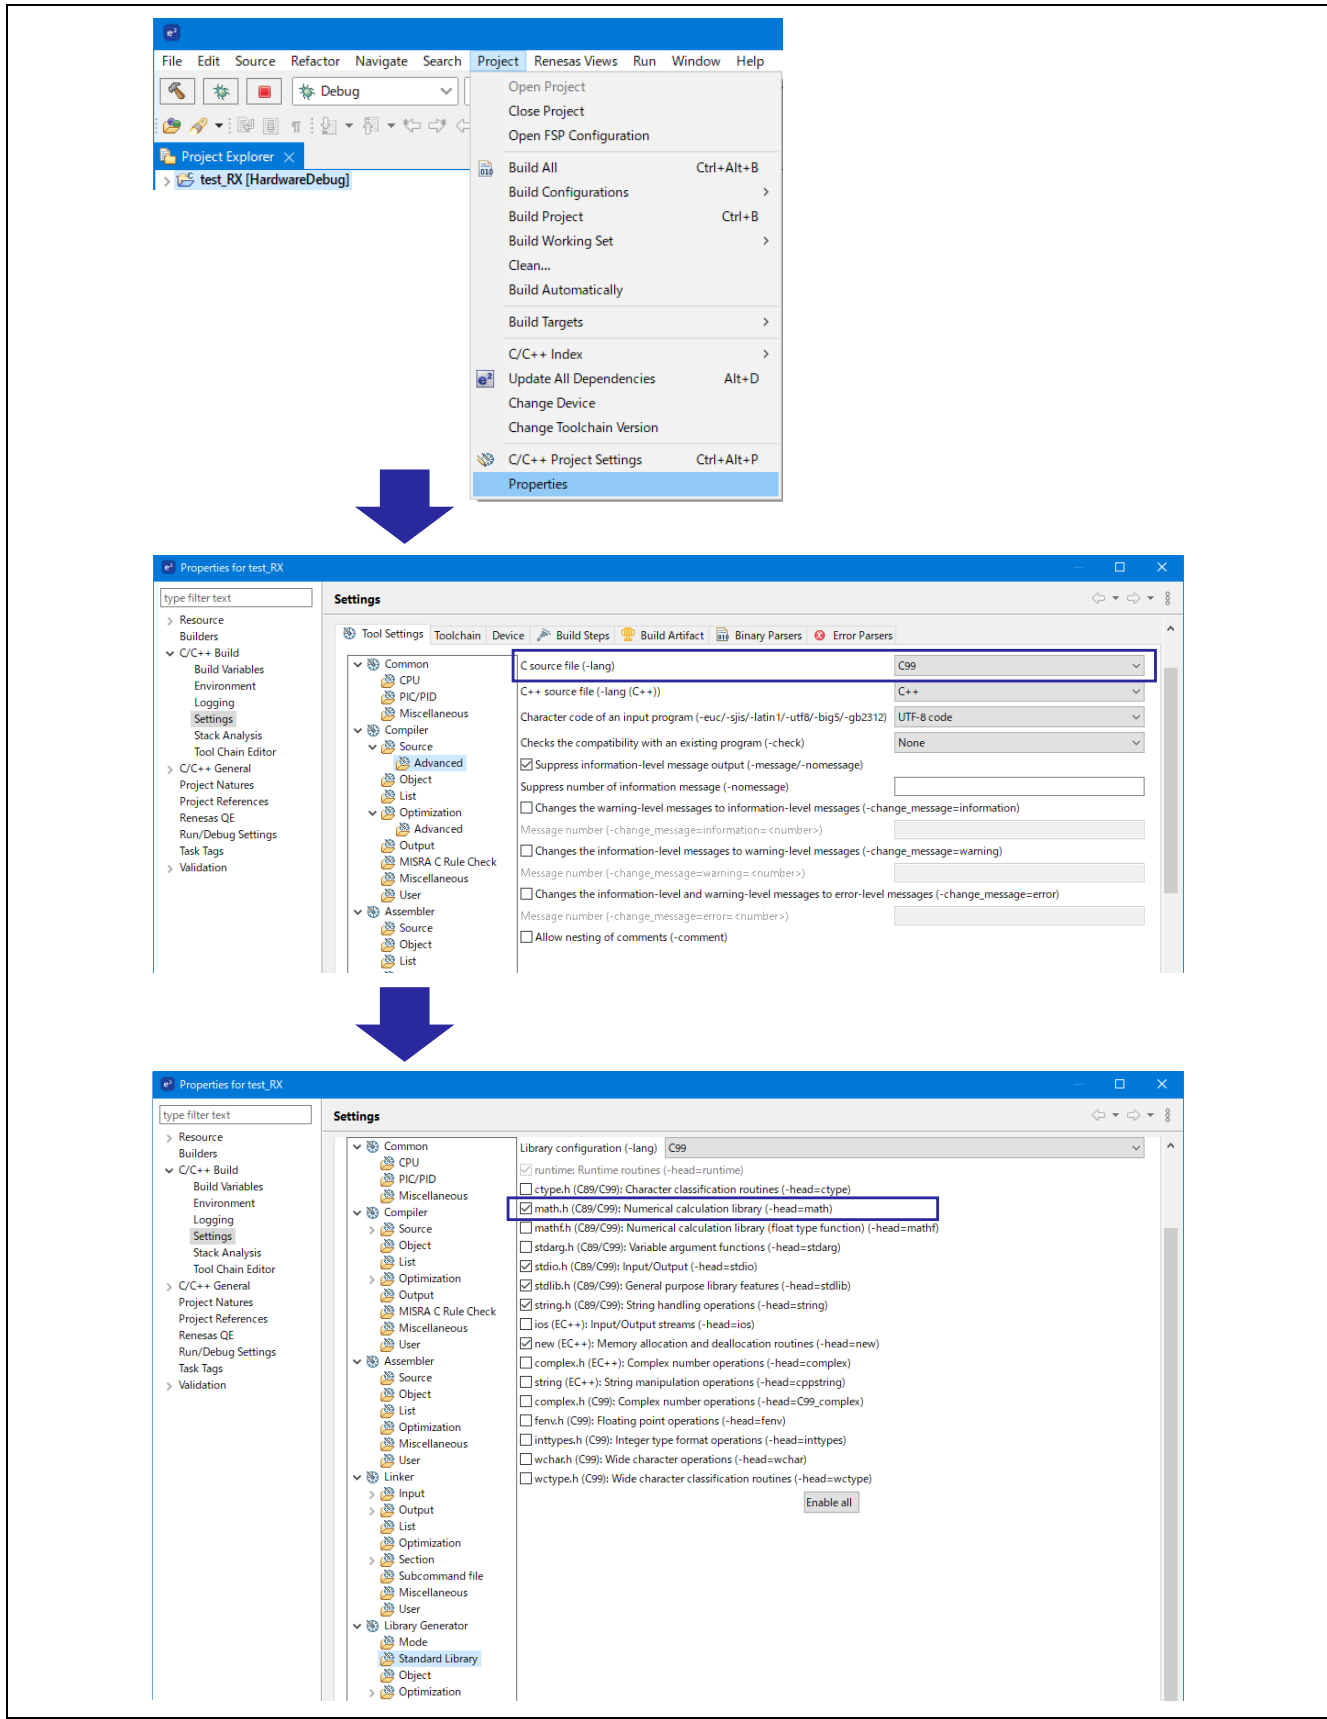 File Edit Source Refactor Navigate Search Project Renesas Views Run Window Help
Debug
Project Explorer
test_RX [HardwareDebug]
Open Project
Close Project
Open FSP Configuration
Build All Ctrl+Alt+B
Build Configurations
Build Project Ctrl+B
Build Working Set
Clean...
Build Automatically
Build Targets
C/C++ Index
Update All Dependencies Alt+D
Change Device
Change Toolchain Version
C/C++ Project Settings Ctrl+Alt+P
Properties
Properties for test_RX
type filter text
Resource
Builders
C/C++ Build
Build Variables
Environment
Logging
Settings
Stack Analysis
Tool Chain Editor
C/C++ General
Project Natures
Project References
Renesas QE
Run/Debug Settings
Task Tags
Validation
Settings
Tool Settings Toolchain Device Build Steps Build Artifact Binary Parsers Error Parsers
Common
CPU
PIC/PID
Miscellaneous
Compiler
Source
Advanced
Object
List
Optimization
Advanced
Output
MISRA C Rule Check
Miscellaneous
User
Assembler
Source
Object
List
C source file (-lang) C99
C++ source file (-lang (C++)) C++
Character code of an input program (-euc/-sjis/-latin1/-utf8/-big5/-gb2312) UTF-8 code
Checks the compatibility with an existing program (-check) None
Suppress information-level message output (-message/-nomessage)
Suppress number of information message (-nomessage)
Changes the warning-level messages to information-level messages (-change_message=information)
Message number (-change_message=information=<number>)
Changes the information-level messages to warning-level messages (-change_message=warning)
Message number (-change_message=warning=<number>)
Changes the information-level and warning-level messages to error-level messages (-change_message=error)
Message number (-change_message=error=<number>)
Allow nesting of comments (-comment)
Properties for test_RX
type filter text
Resource
Builders
C/C++ Build
Build Variables
Environment
Logging
Settings
Stack Analysis
Tool Chain Editor
C/C++ General
Project Natures
Project References
Renesas QE
Run/Debug Settings
Task Tags
Validation
Settings
Common
CPU
PIC/PID
Miscellaneous
Compiler
Source
Object
List
Optimization
Output
MISRA C Rule Check
Miscellaneous
User
Assembler
Source
Object
List
Optimization
Miscellaneous
User
Linker
Input
Output
List
Optimization
Section
Subcommand file
Miscellaneous
User
Library Generator
Mode
Standard Library
Object
Optimization
Library configuration (-lang) C99
runtime: Runtime routines (-head=runtime)
ctype.h (C89/C99): Character classification routines (-head=ctype)
math.h (C89/C99): Numerical calculation library (-head=math)
mathf.h (C89/C99): Numerical calculation library (float type function) (-head=mathf)
stdarg.h (C89/C99): Variable argument functions (-head=stdarg)
stdio.h (C89/C99): Input/Output (-head=stdio)
stdlib.h (C89/C99): General purpose library features (-head=stdlib)
string.h (C89/C99): String handling operations (-head=string)
ios (EC++): Input/Output streams (-head=ios)
new (EC++): Memory allocation and deallocation routines (-head=new)
complex.h (EC++): Complex number operations (-head=complex)
string (EC++): String manipulation operations (-head=cppstring)
complex.h (C99): Complex number operations (-head=C99_complex)
fenv.h (C99): Floating point operations (-head=fenv)
inttypes.h (C99): Integer type format operations (-head=inttypes)
wchar.h (C99): Wide character operations (-head=wchar)
wctype.h (C99): Wide character classification routines (-head=wctype)
Enable all